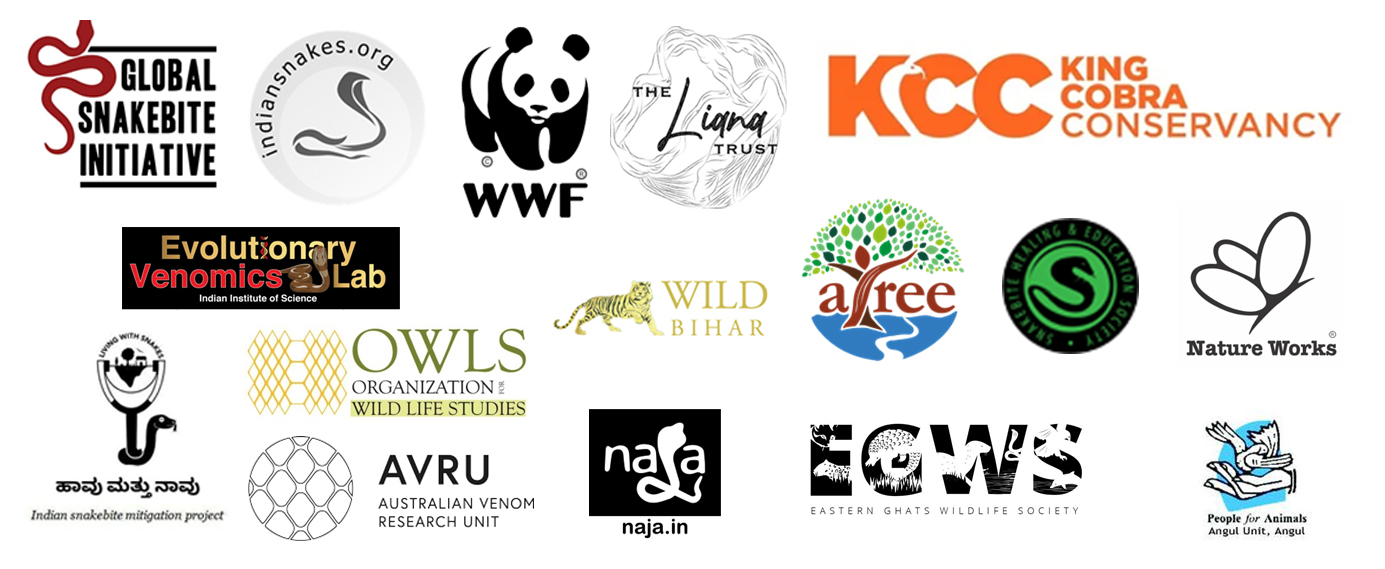 GLOBAL
SNAKEBITE
INITIATIVE
indiansnakes.org
©
®
WWF
THE
Liana
TRUST
KCC
KING
COBRA
CONSERVANCY
Evolutionary
Venomics Lab
Indian Institute of Science
WILD
BIHAR
aTree
SNAKEBITE HEALING & EDUCATION SOCIETY
®
Nature Works
LIVING WITH SNAKES
ಹಾವು ಮತ್ತು ನಾವು
Indian snakebite mitigation project
OWLS
ORGANIZATION FOR
WILD LIFE STUDIES
AVRU
AUSTRALIAN VENOM
RESEARCH UNIT
naja
naja.in
EGWS
EASTERN GHATS WILDLIFE SOCIETY
People for Animals
Angul Unit, Angul